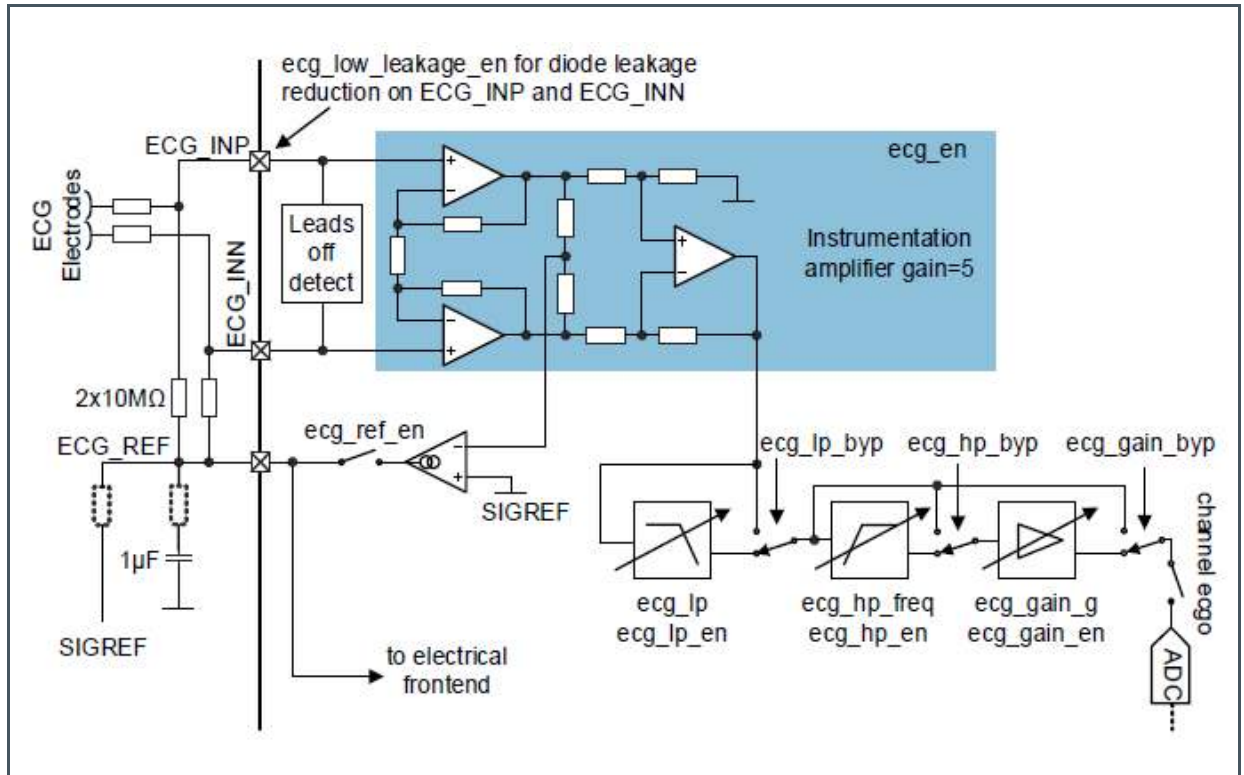 ecg_low_leakage_en for diode leakage
reduction on ECG_INP and ECG_INN
ECG_INP
ecg_en
ECG
Electrodes
Leads
off
detect
+
−
−
+
+
−
Instrumentation
amplifier gain=5
ECG_INN
2x10MΩ
ECG_REF
ecg_ref_en
−
+
SIGREF
1µF
SIGREF
to electrical
frontend
ecg_lp_byp
ecg_hp_byp
ecg_gain_byp
ecg_lp
ecg_lp_en
ecg_hp_freq
ecg_hp_en
ecg_gain_g
ecg_gain_en
channel ecgo
ADC